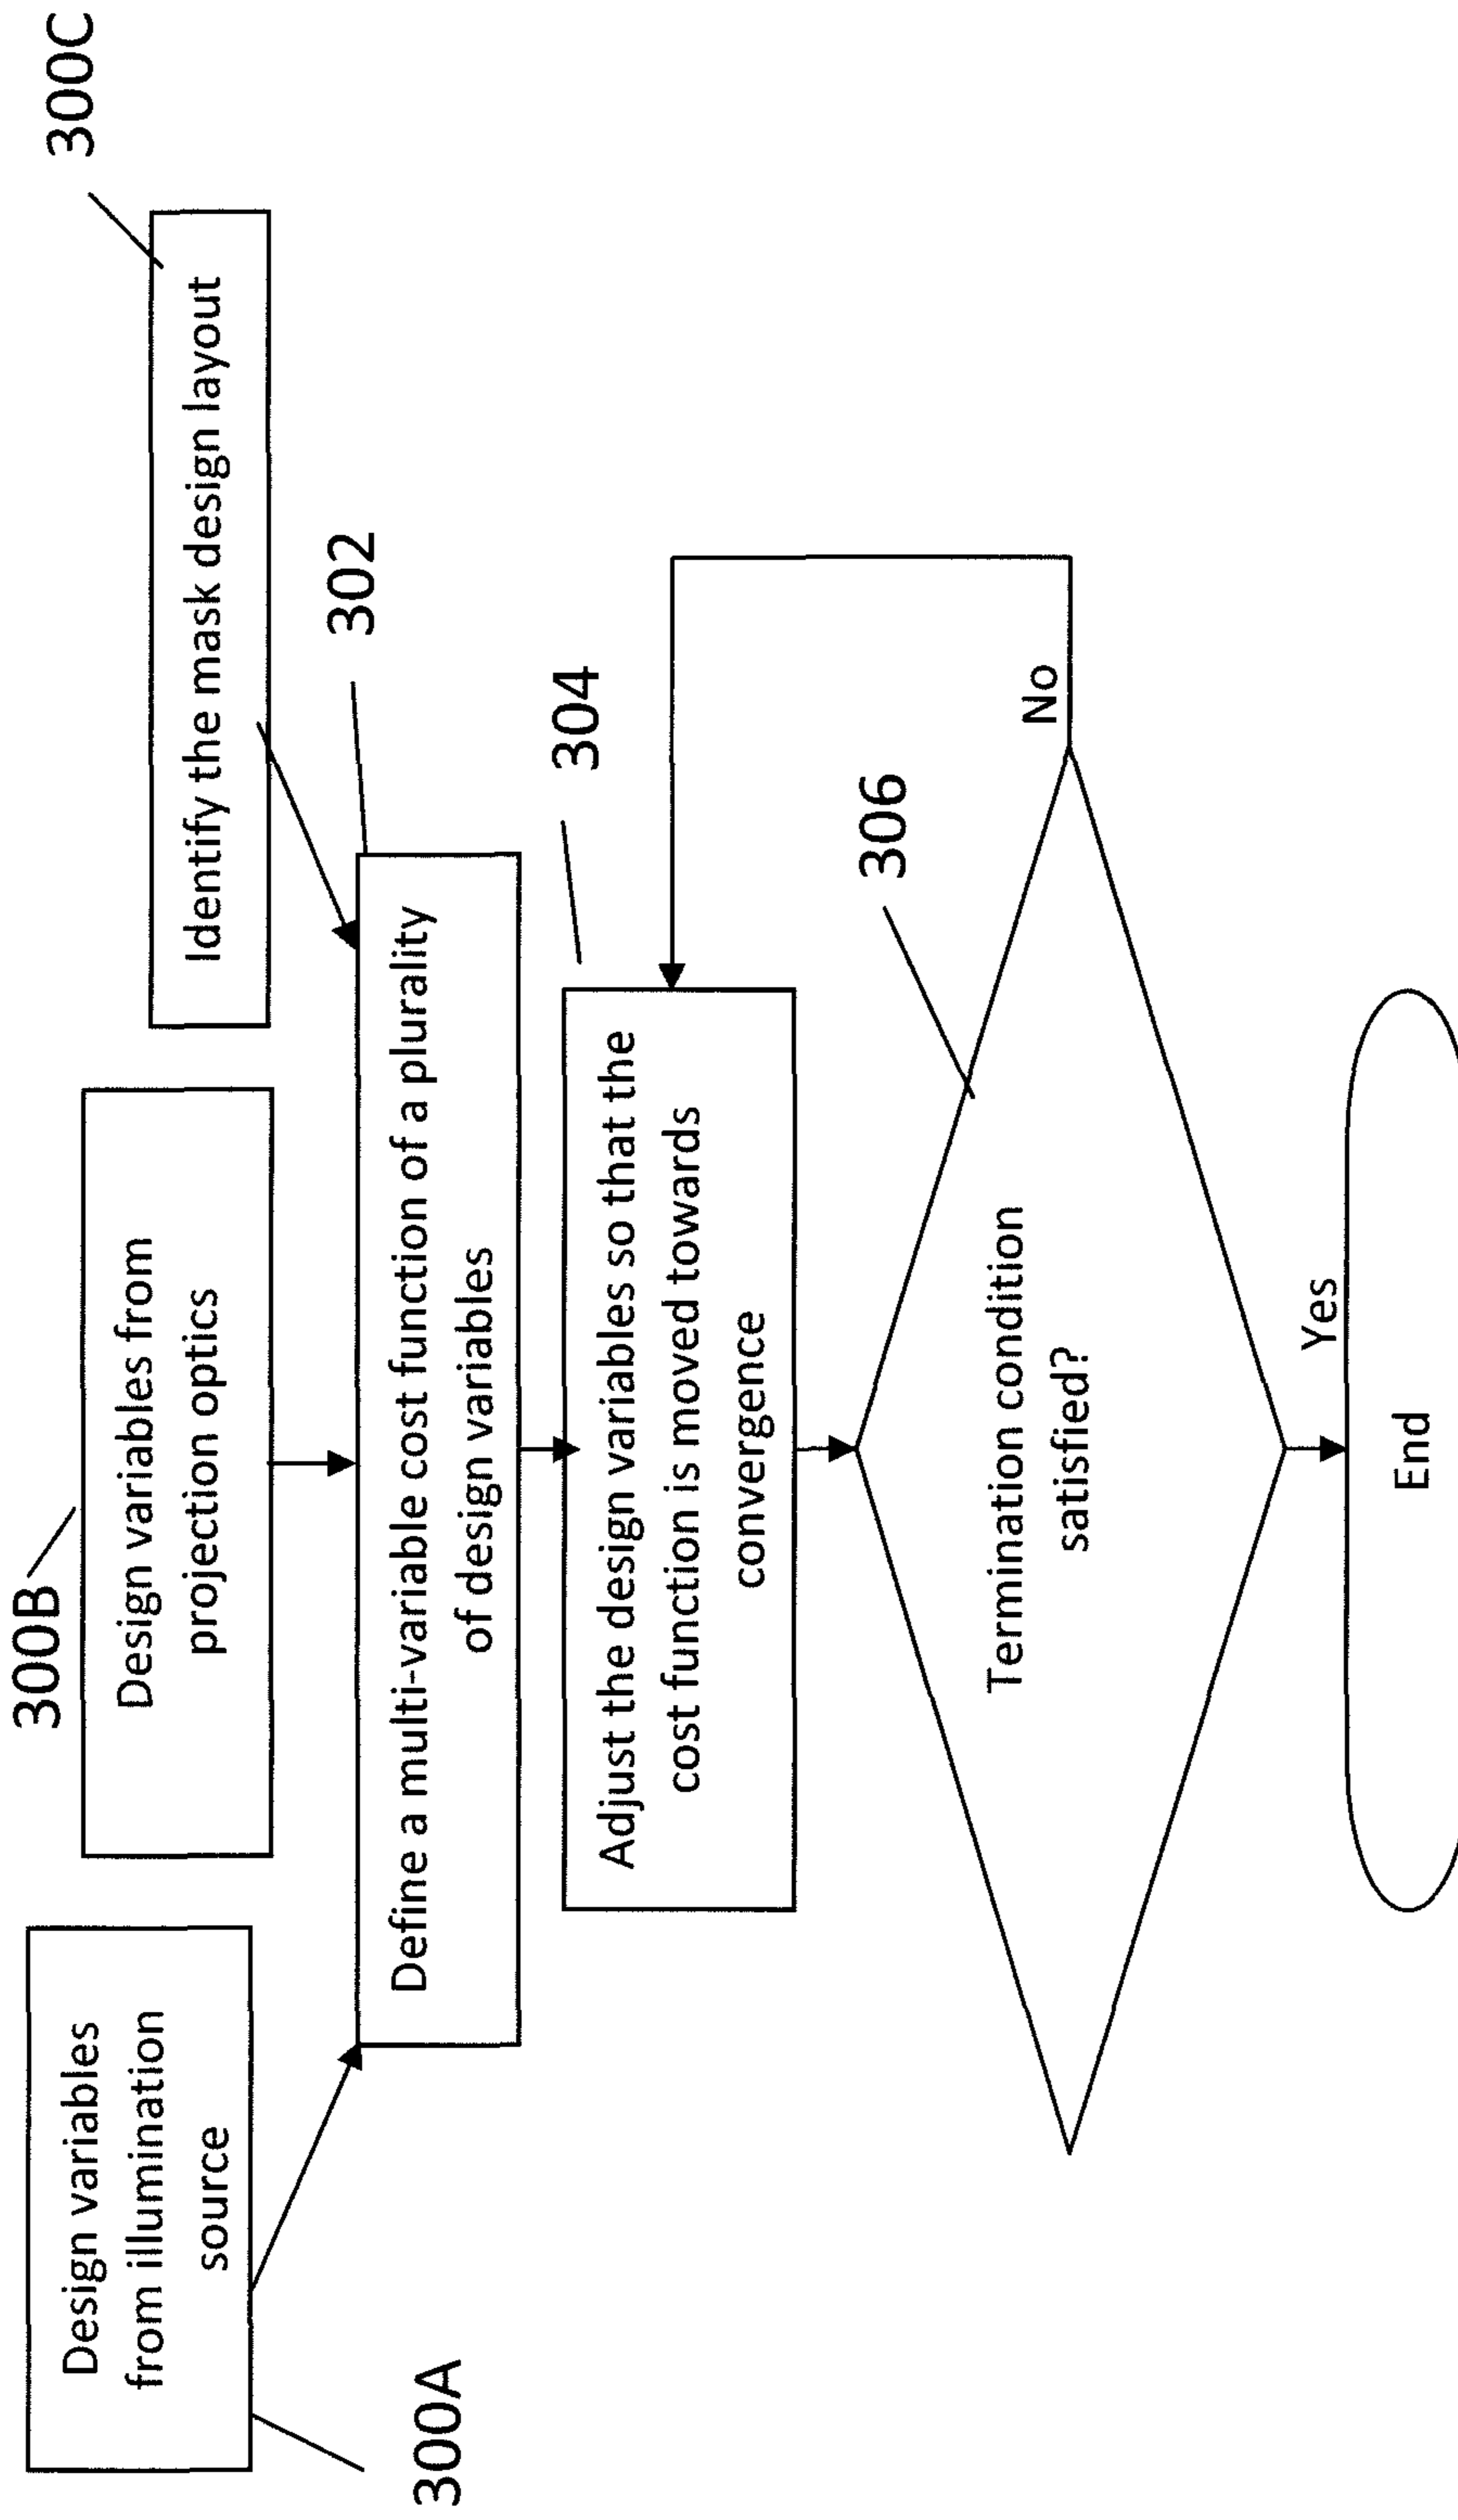 300A
Design variables
from illumination
source
300B
Design variables from
projection optics
300C
Identify the mask design layout
302
Define a multi-variable cost function of a plurality
of design variables
304
Adjust the design variables so that the
cost function is moved towards
convergence
306
Termination condition
satisfied?
No
Yes
End